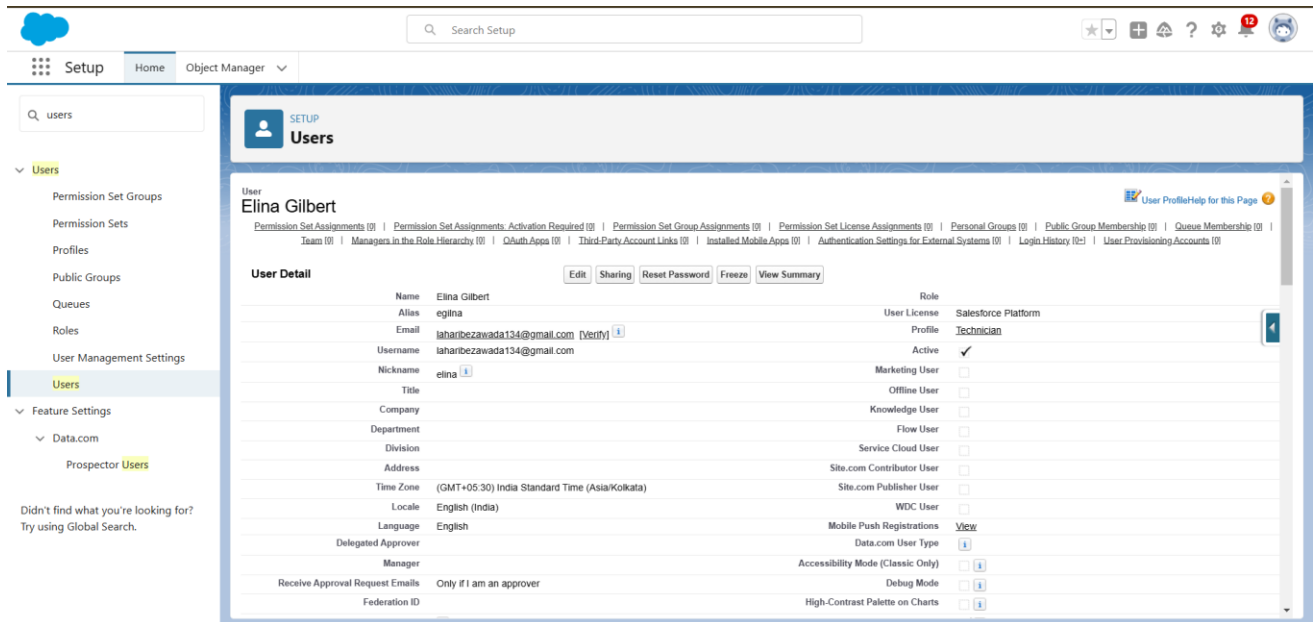 Search Setup
12
Setup Home Object Manager
users
SETUP
Users
Users
Permission Set Groups
Permission Sets
Profiles
Public Groups
Queues
Roles
User Management Settings
Users
Feature Settings
Data.com
Prospector Users
Didn't find what you're looking for?
Try using Global Search.
User
Elina Gilbert
User Profile Help for this Page
Permission Set Assignments [0] | Permission Set Assignments: Activation Required [0] | Permission Set Group Assignments [0] | Permission Set License Assignments [0] | Personal Groups [0] | Public Group Membership [0] | Queue Membership [0] |
Team [0] | Managers in the Role Hierarchy [0] | OAuth Apps [0] | Third-Party Account Links [0] | Installed Mobile Apps [0] | Authentication Settings for External Systems [0] | Login History [0+] | User Provisioning Accounts [0]
User Detail Edit Sharing Reset Password Freeze View Summary
Name Elina Gilbert Role
Alias egilna User License Salesforce Platform
Email laharibezawada134@gmail.com [Verify] i Profile Technician
Username laharibezawada134@gmail.com Active ✓
Nickname elina i Marketing User
Title Offline User
Company Knowledge User
Department Flow User
Division Service Cloud User
Address Site.com Contributor User
Time Zone (GMT+05:30) India Standard Time (Asia/Kolkata) Site.com Publisher User
Locale English (India) WDC User
Language English Mobile Push Registrations View
Delegated Approver Data.com User Type i
Manager Accessibility Mode (Classic Only) i
Receive Approval Request Emails Only if I am an approver Debug Mode i
Federation ID High-Contrast Palette on Charts i